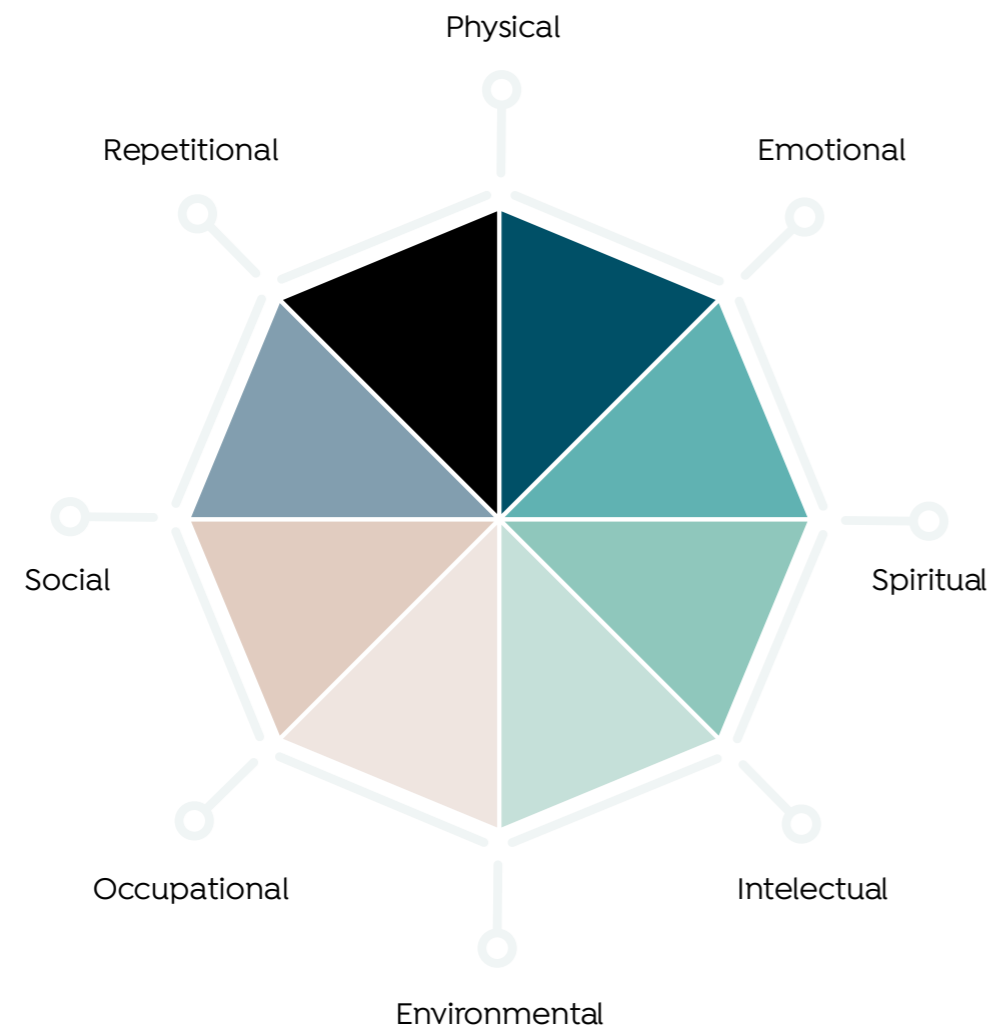 Physical
Repetitional
Emotional
Social
Spiritual
Occupational
Intelectual
Environmental